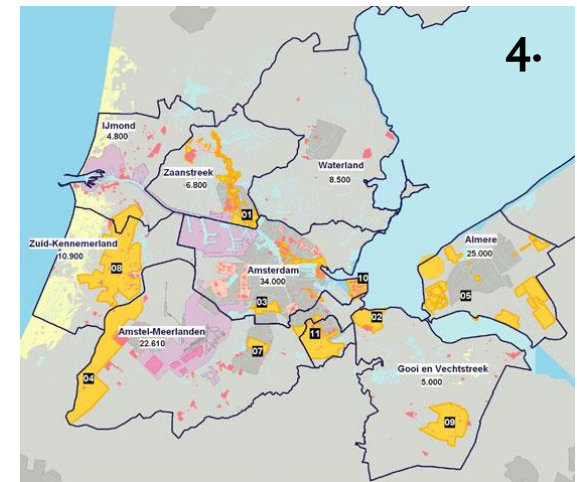 4.
IJmond
4.800
Zaanstreek
6.800
Waterland
8.500
01
Zuid-Kennemerland
10.900
08
Amsterdam
34.000
Almere
25.000
10
05
03
02
Amstel-Meerlanden
22.610
11
07
04
Gooi en Vechtstreek
5.000
09